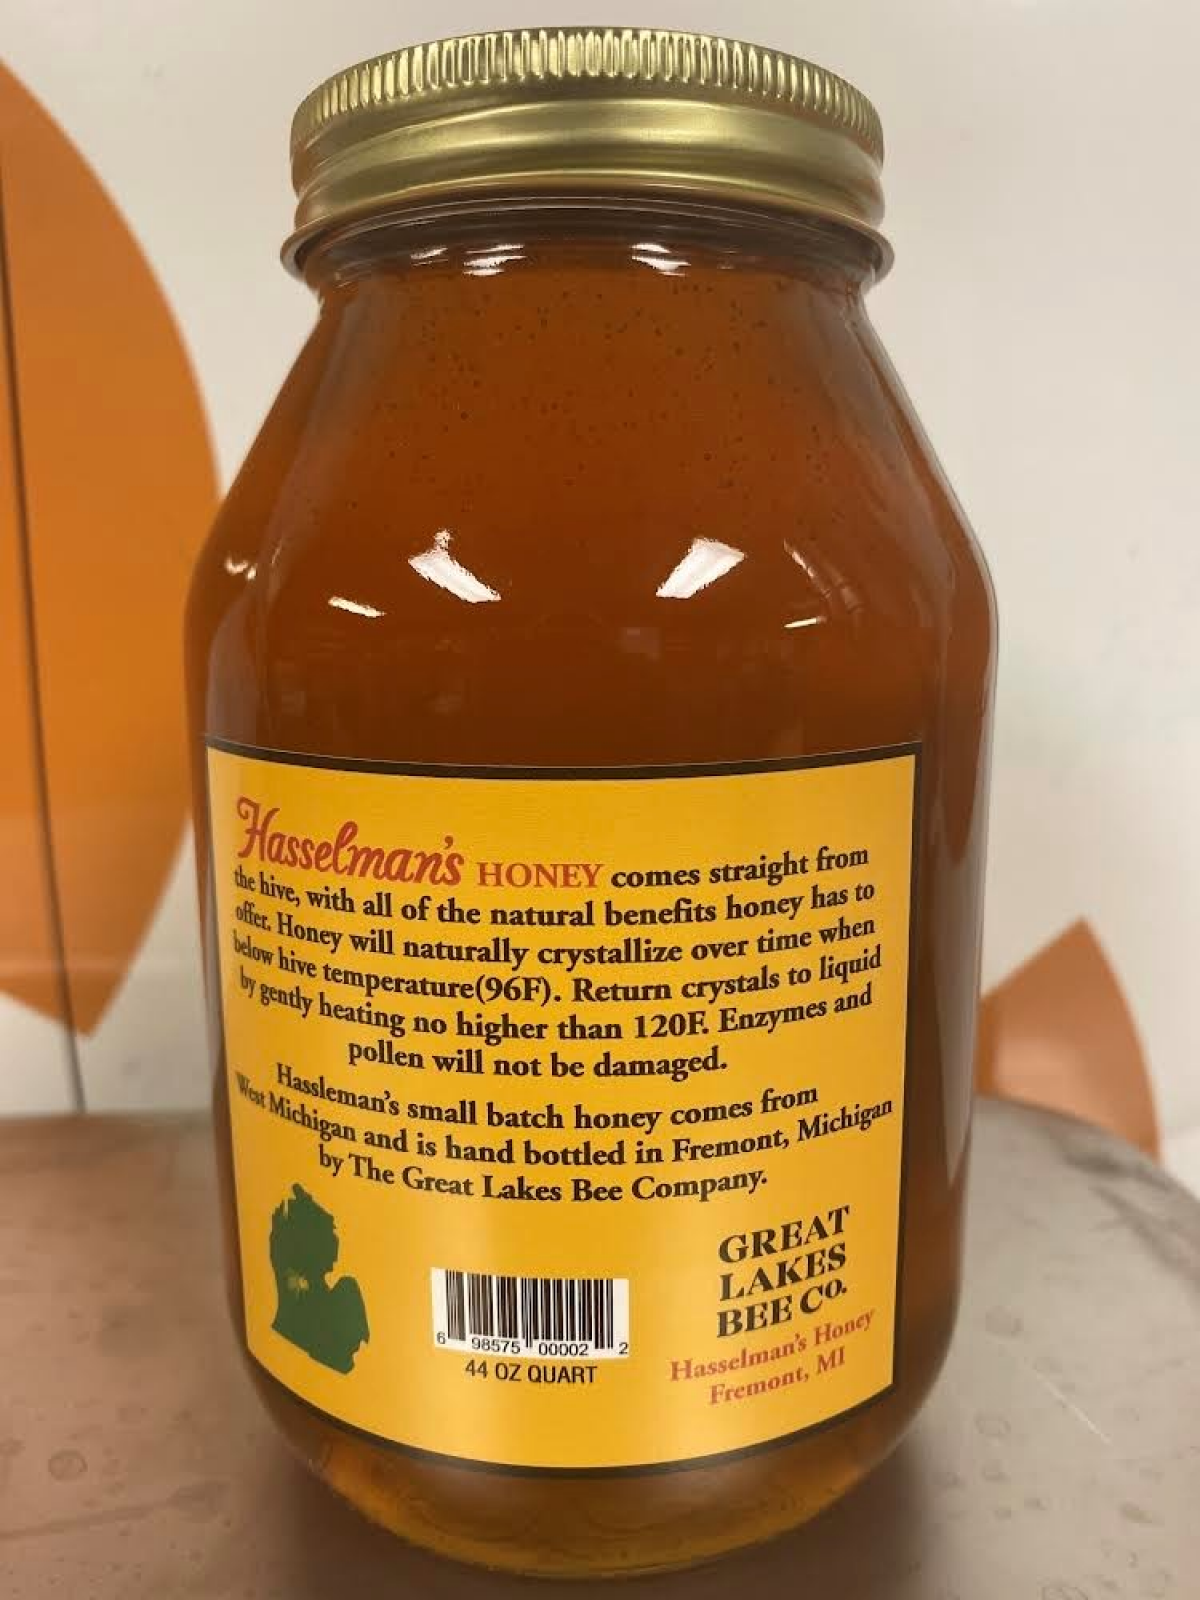 Hasselman's HONEY comes straight from
the hive, with all of the natural benefits honey has to
offer. Honey will naturally crystallize over time when
below hive temperature(96F). Return crystals to liquid
by gently heating no higher than 120F. Enzymes and
pollen will not be damaged.
Hassleman's small batch honey comes from
West Michigan and is hand bottled in Fremont, Michigan
by The Great Lakes Bee Company.
GREAT
LAKES
BEE CO.
Hasselman's Honey
Fremont, MI
6 98575 00002 2
44 OZ QUART